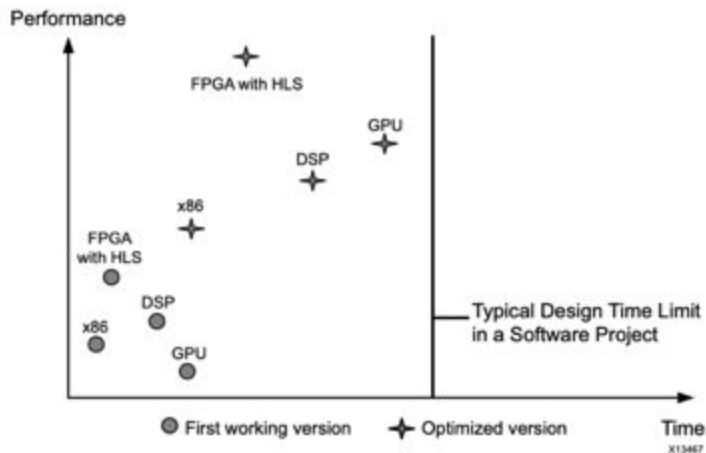 Performance
FPGA with HLS
GPU
DSP
x86
FPGA
with HLS
DSP
x86
GPU
Typical Design Time Limit
in a Software Project
First working version
Optimized version
Time
X13467